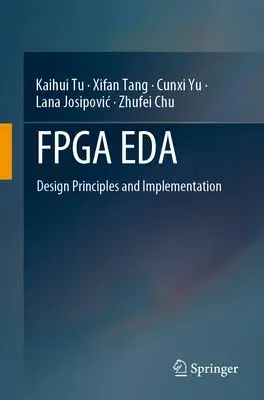 Kaihui Tu · Xifan Tang · Cunxi Yu ·
Lana Josipović · Zhufei Chu
FPGA EDA
Design Principles and Implementation
Springer